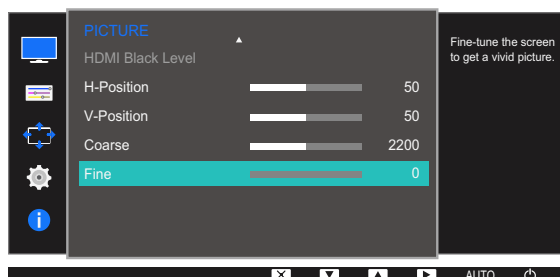 PICTURE
HDMI Black Level
H-Position 50
V-Position 50
Coarse 2200
Fine 0
Fine-tune the screen
to get a vivid picture.
AUTO